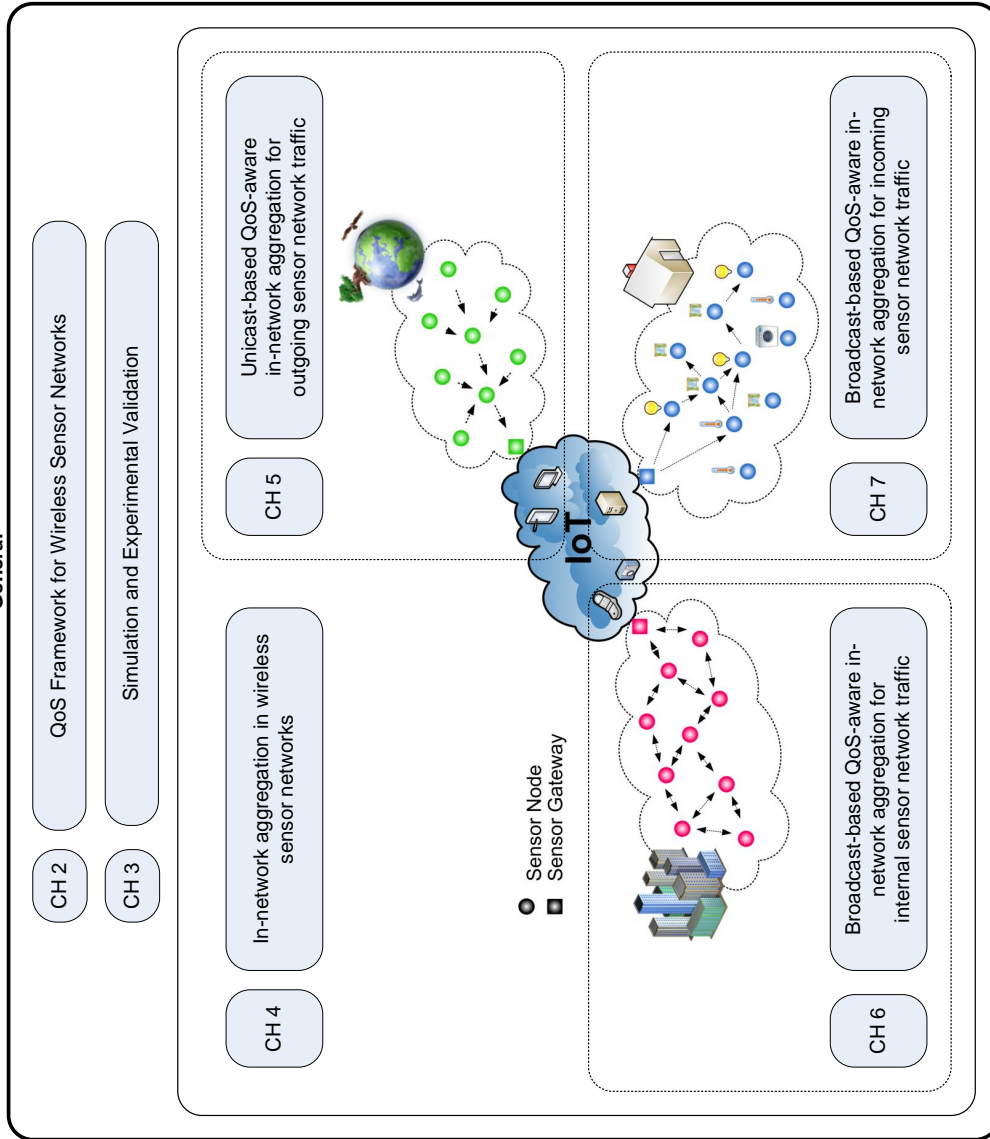 General
CH 2
QoS Framework for Wireless Sensor Networks
CH 3
Simulation and Experimental Validation
CH 4
In-network aggregation in wireless
sensor networks
CH 5
Unicast-based QoS-aware
in-network aggregation for
outgoing sensor network traffic
Sensor Node
Sensor Gateway
IoT
CH 6
Broadcast-based QoS-aware in-
network aggregation for
internal sensor network traffic
CH 7
Broadcast-based QoS-aware in-
network aggregation for incoming
sensor network traffic